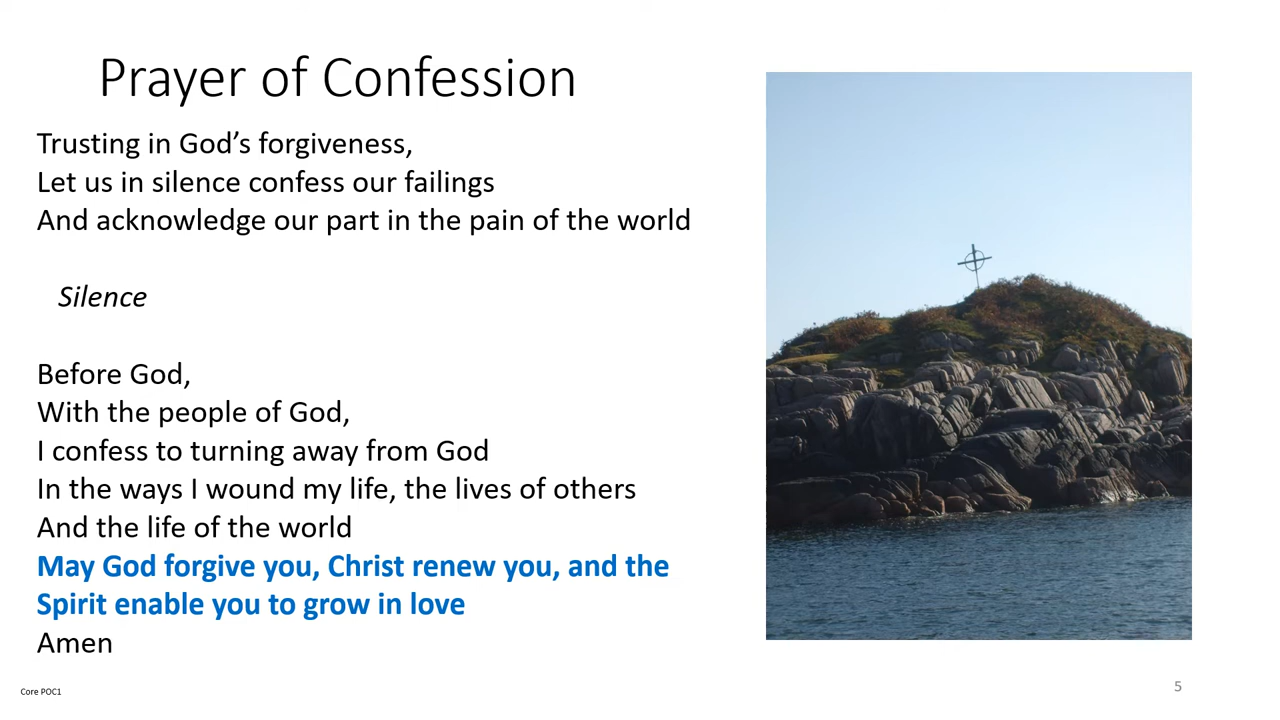 Prayer of Confession
Trusting in God’s forgiveness,
Let us in silence confess our failings
And acknowledge our part in the pain of the world
Silence
Before God,
With the people of God,
I confess to turning away from God
In the ways I wound my life, the lives of others
And the life of the world
May God forgive you, Christ renew you, and the
Spirit enable you to grow in love
Amen
Core POC1
5